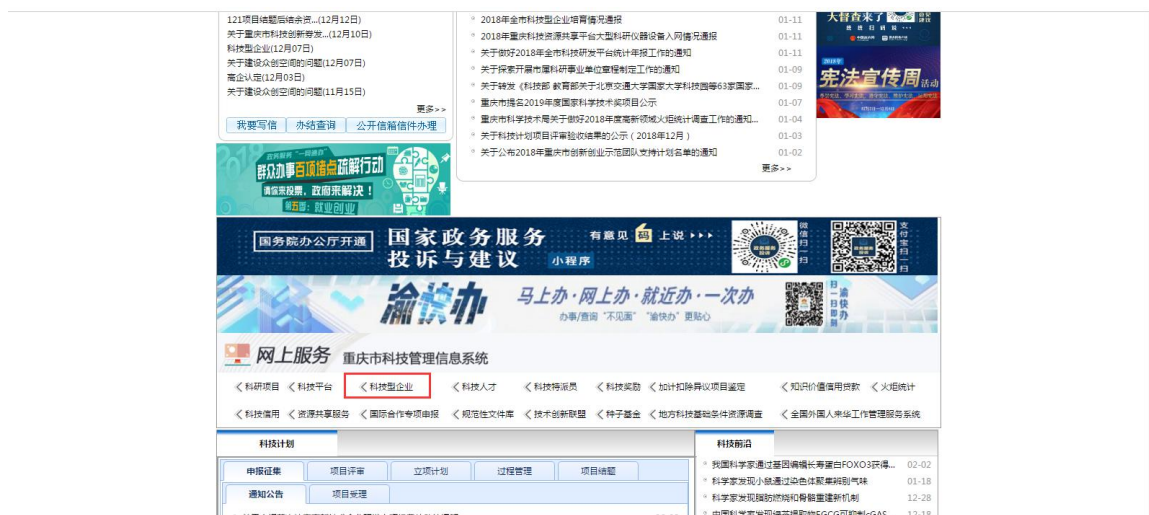 121项目结题后结余资...(12月12日)
关于重庆市科技创新券发...(12月10日)
科技型企业(12月07日)
关于建设众创空间的问题(12月07日)
高企认定(12月03日)
关于建设众创空间的问题(11月15日)
更多>>
我要写信 办结查询 公开信箱信件办理
2018年全市科技型企业培育情况通报 01-11
2018年重庆科技资源共享平台大型科研仪器设备入网情况通报 01-11
关于做好2018年全市科技研发平台统计年报工作的通知 01-11
关于探索开展市属科研事业单位章程制定工作的通知 01-09
关于转发《科技部 教育部关于北京交通大学国家大学科技园等63家国家... 01-09
重庆市提名2019年度国家科学技术奖项目公示 01-07
重庆市科学技术局关于做好2018年度高新领域火炬统计调查工作的通知... 01-04
关于科技计划项目评审验收结果的公示（2018年12月） 01-03
关于公布2018年重庆市创新创业示范团队支持计划名单的通知 01-02
更多>>
大督查来了
宪法宣传周活动
群众办事百项堵点疏解行动
请您来投票，政府来解决！
第五季：就业创业
国务院办公厅开通 国家政务服务
投诉与建议 小程序
有意见 码 上说
微信扫一扫
支付宝扫一扫
渝快办 马上办·网上办·就近办·一次办
办事/查询 “不见面” “渝快办” 更贴心
扫一扫 渝快办
网上服务 重庆市科技管理信息系统
科研项目 科技平台 科技型企业 科技人才 科技特派员 科技奖励 加计扣除异议项目鉴定 知识价值信用贷款 火炬统计
科技信用 资源共享服务 国际合作专项申报 规范性文件库 技术创新联盟 种子基金 地方科技基础条件资源调查 全国外国人来华工作管理服务系统
科技计划
申报征集 项目评审 立项计划 过程管理 项目结题
通知公告 项目受理
科技前沿
我国科学家通过基因编辑长寿蛋白FOXO3获得... 02-02
科学家发现小鼠通过染色体聚集辨别气味 01-18
科学家发现脂肪燃烧和骨骼重建新机制 12-28